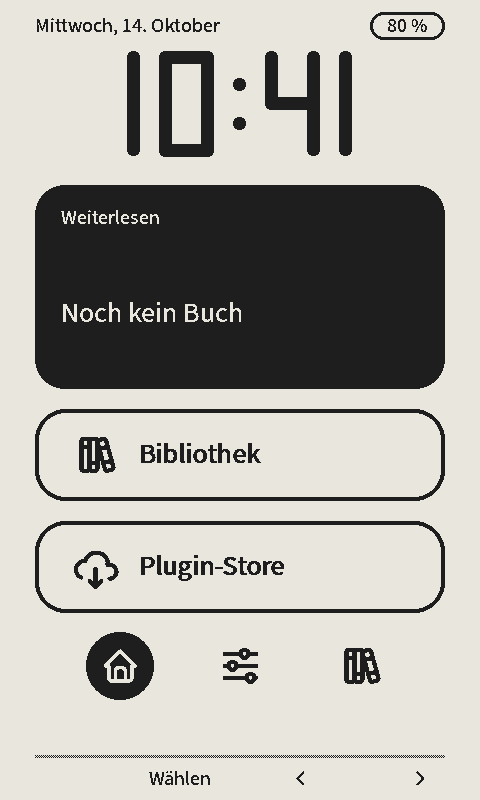 Mittwoch, 14. Oktober
80 %
10:41
Weiterlesen
Noch kein Buch
Bibliothek
Plugin-Store
Wählen